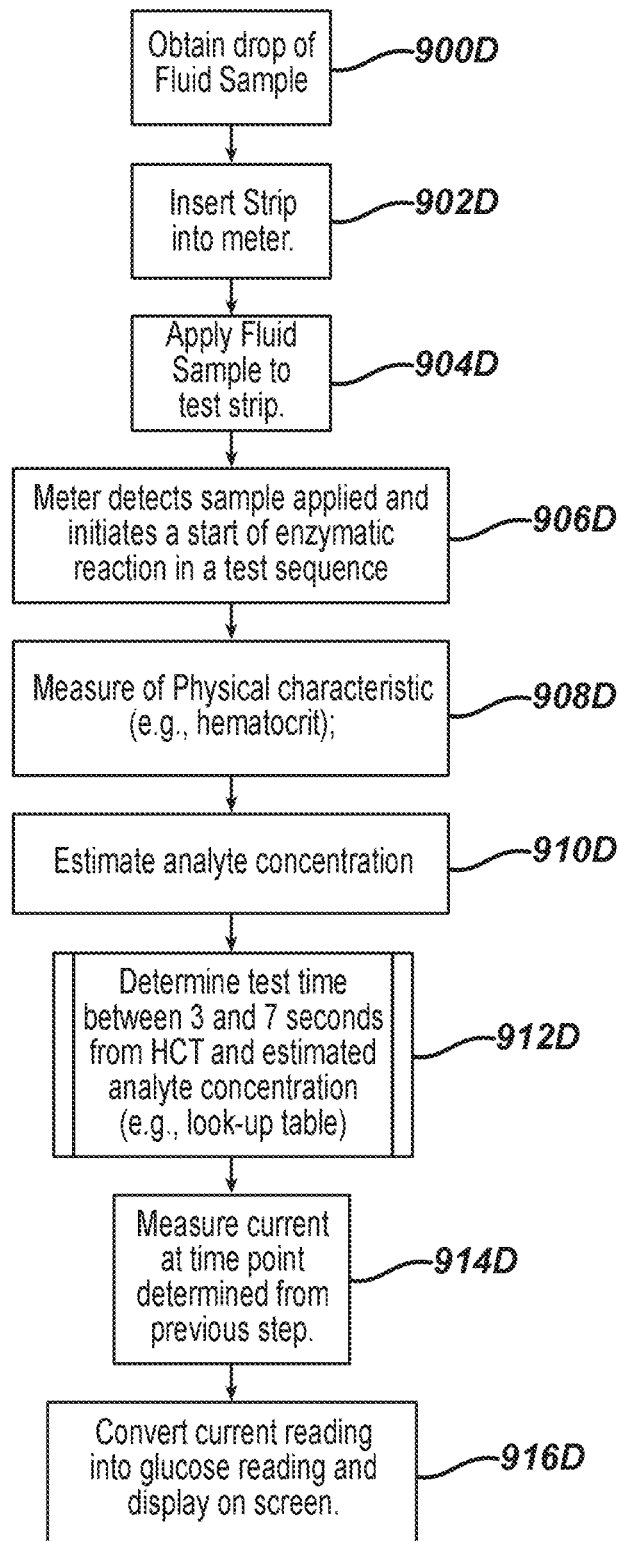 Obtain drop of
Fluid Sample
900D
Insert Strip
into meter.
902D
Apply Fluid
Sample to
test strip.
904D
Meter detects sample applied and
initiates a start of enzymatic
reaction in a test sequence
906D
Measure of Physical characteristic
(e.g., hematocrit);
908D
Estimate analyte concentration
910D
Determine test time
between 3 and 7 seconds
from HCT and estimated
analyte concentration
(e.g., look-up table)
912D
Measure current
at time point
determined from
previous step.
914D
Convert current reading
into glucose reading and
display on screen.
916D